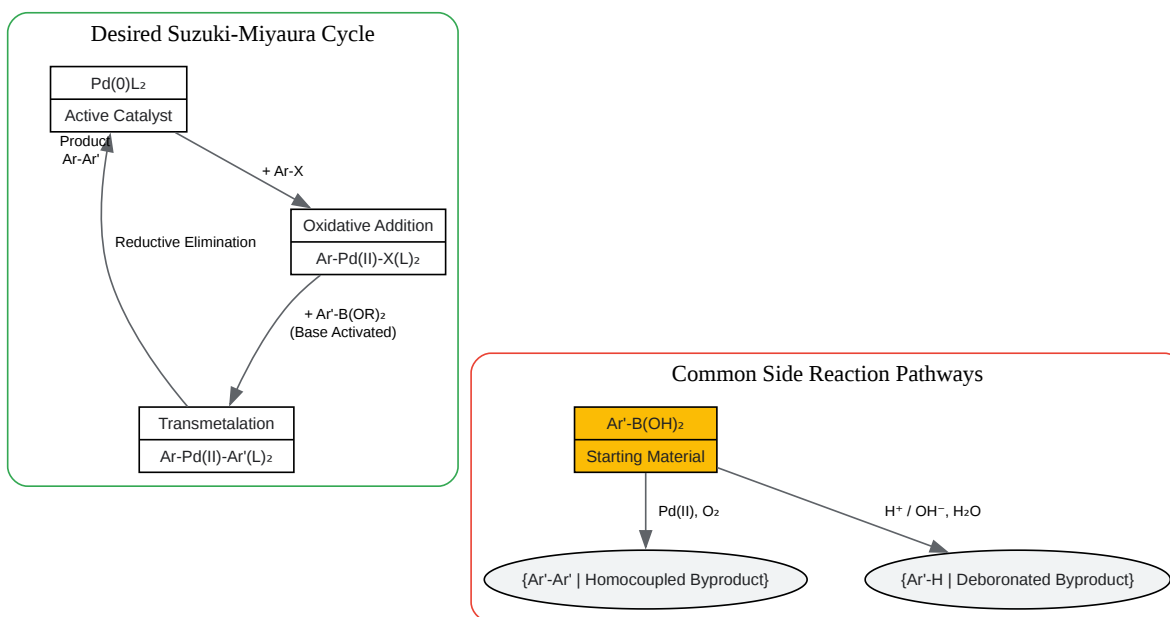 Desired Suzuki-Miyaura Cycle
Pd(0)L₂
Active Catalyst
Product
Ar-Ar'
+ Ar-X
Oxidative Addition
Ar-Pd(II)-X(L)₂
Reductive Elimination
+ Ar'-B(OR)₂
(Base Activated)
Transmetalation
Ar-Pd(II)-Ar'(L)₂
Common Side Reaction Pathways
Ar'-B(OH)₂
Starting Material
Pd(II), O₂
H⁺ / OH⁻, H₂O
{Ar'-Ar' | Homocoupled Byproduct}
{Ar'-H | Deboronated Byproduct}